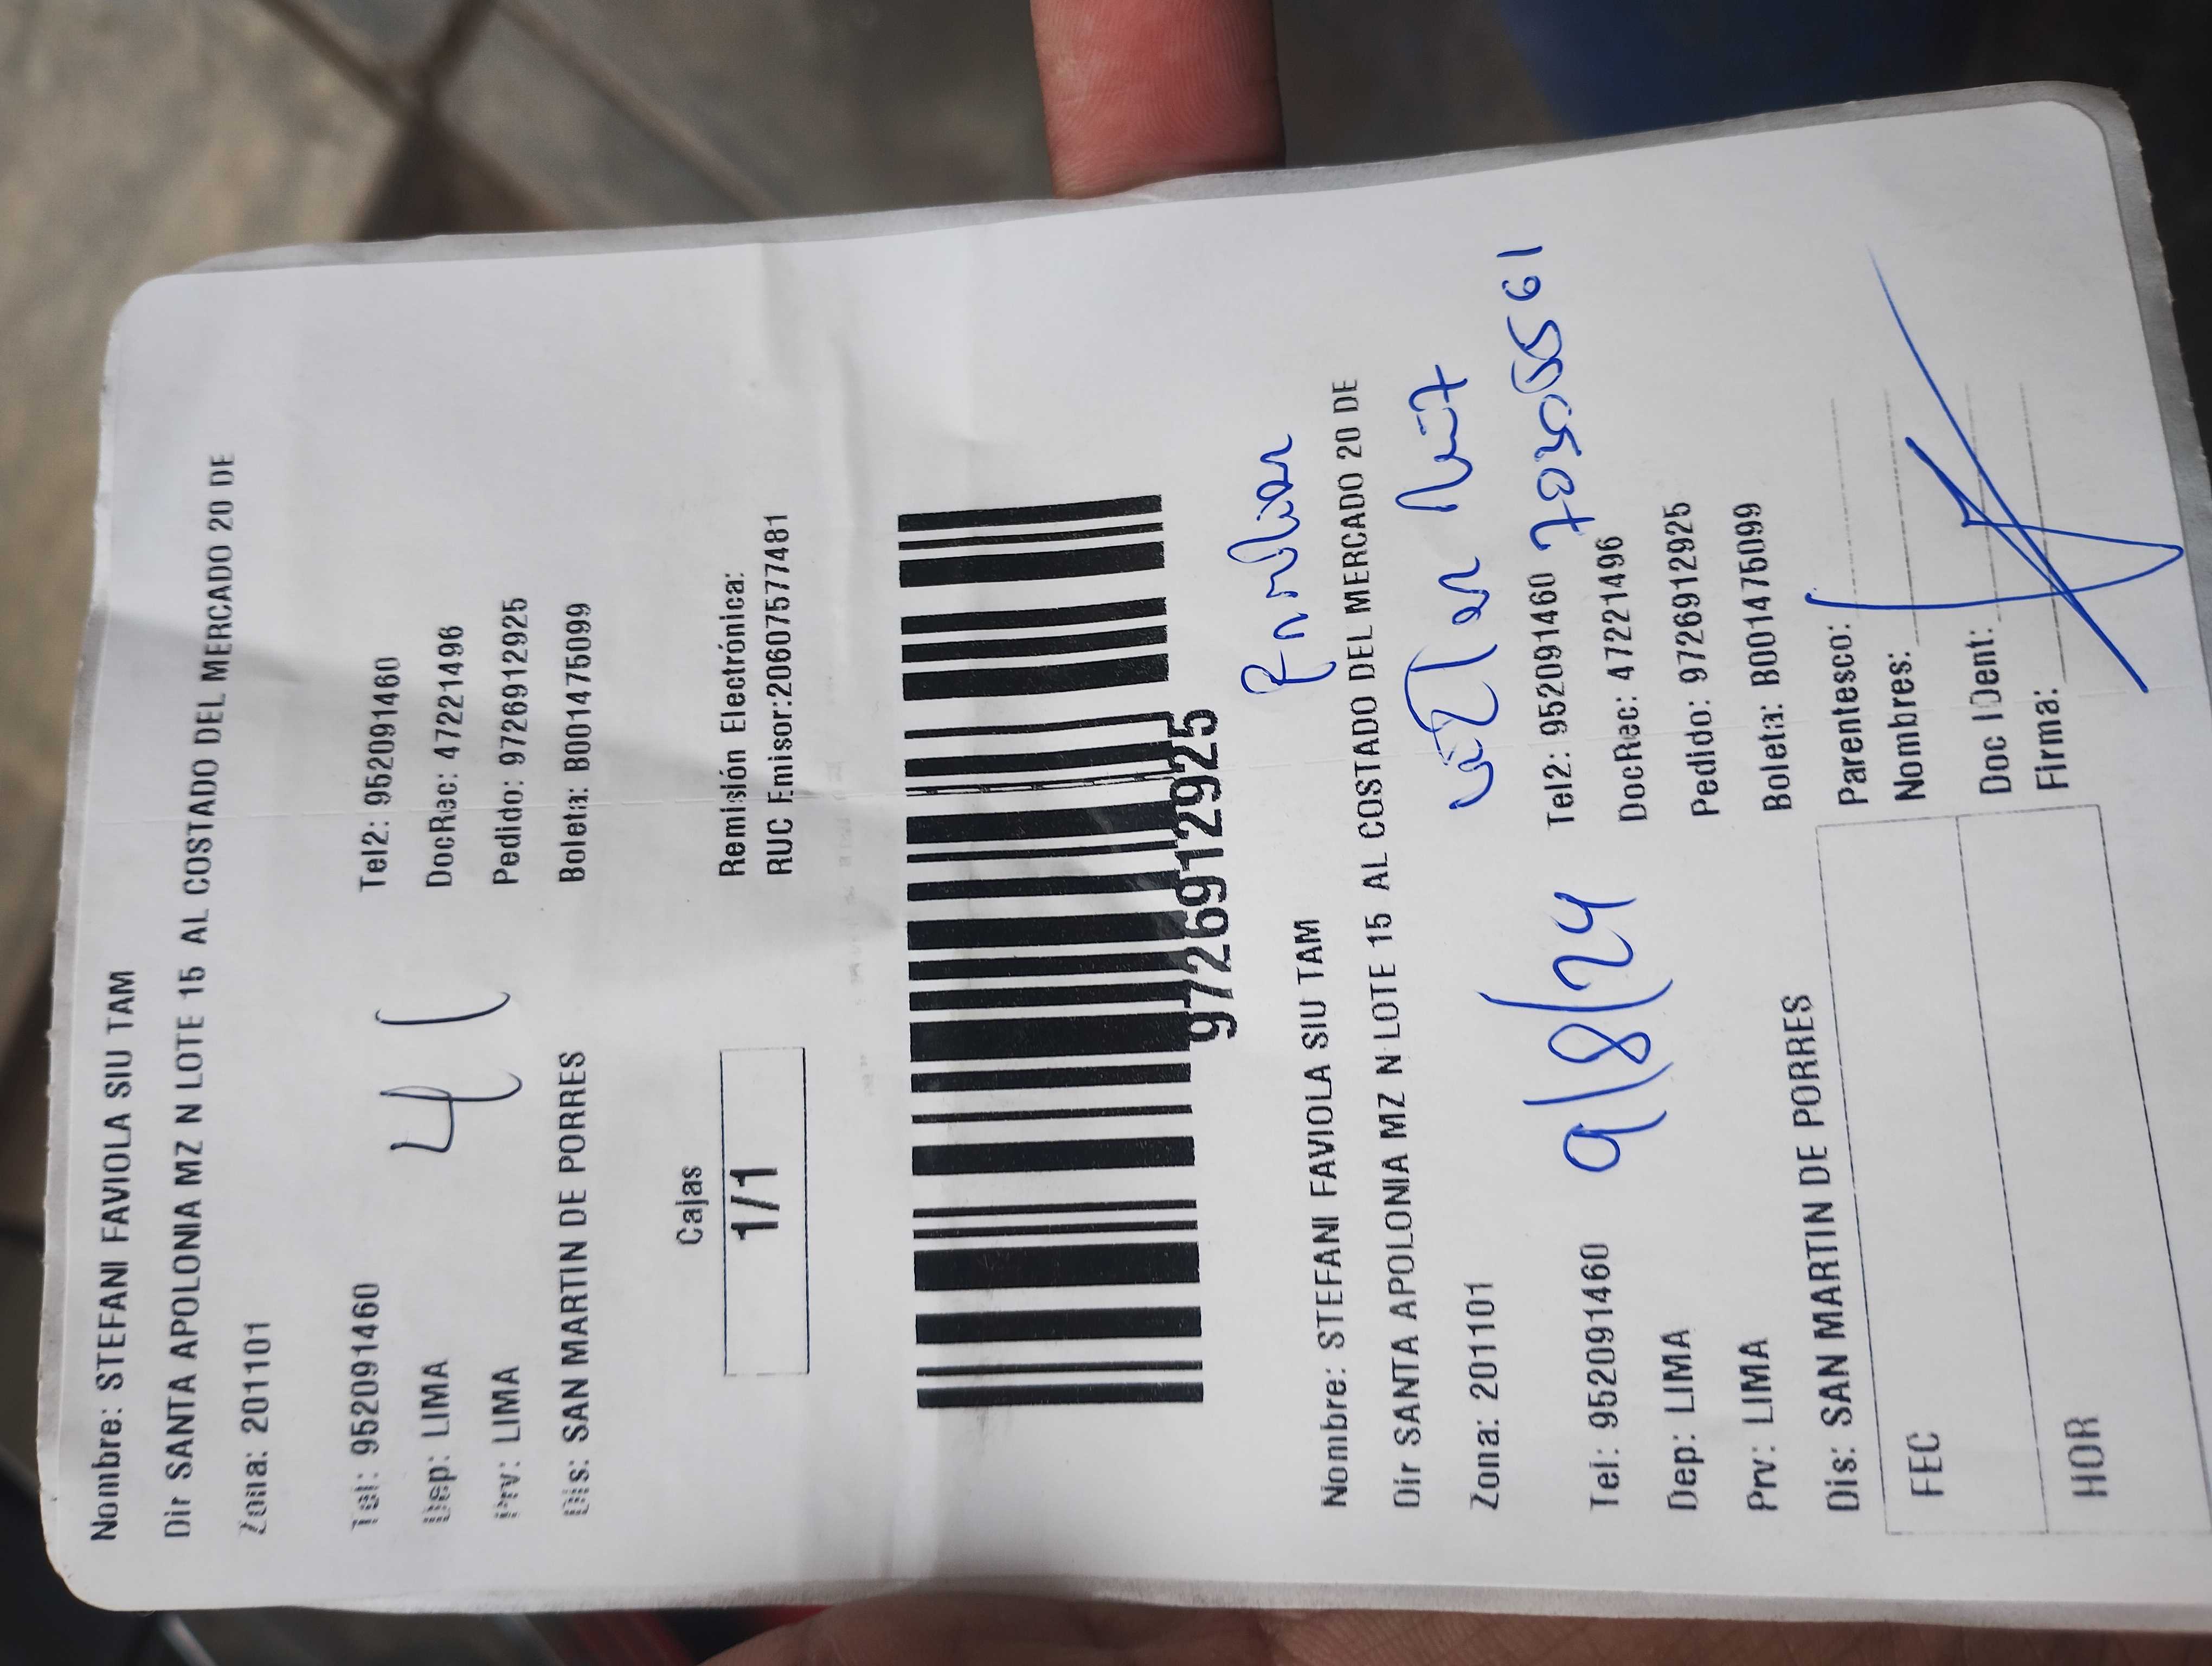 Nombre: STEFANI FAVIOLA SIU TAM
Dir SANTA APOLONIA MZ N LOTE 15 AL COSTADO DEL MERCADO 20 DE
Zona: 201101
Tel: 952091460 Tel2: 952091460
Dep: LIMA 41 DocRec: 47221496
Prv: LIMA Pedido: 9726912925
Dis: SAN MARTIN DE PORRES Boleta: B001475099
Cajas
1/1
Remisión Electrónica:
RUC Emisor:20607577481
9726912925
Nombre: STEFANI FAVIOLA SIU TAM
Dir SANTA APOLONIA MZ N LOTE 15 AL COSTADO DEL MERCADO 20 DE
Zona: 201101
Tel: 952091460 9/8/24 Tel2: 952091460
Dep: LIMA DocRec: 47221496
Prv: LIMA Pedido: 9726912925
Dis: SAN MARTIN DE PORRES Boleta: B001475099
FEC
HOR
Parentesco:
Nombres:
Doc IDent:
Firma: